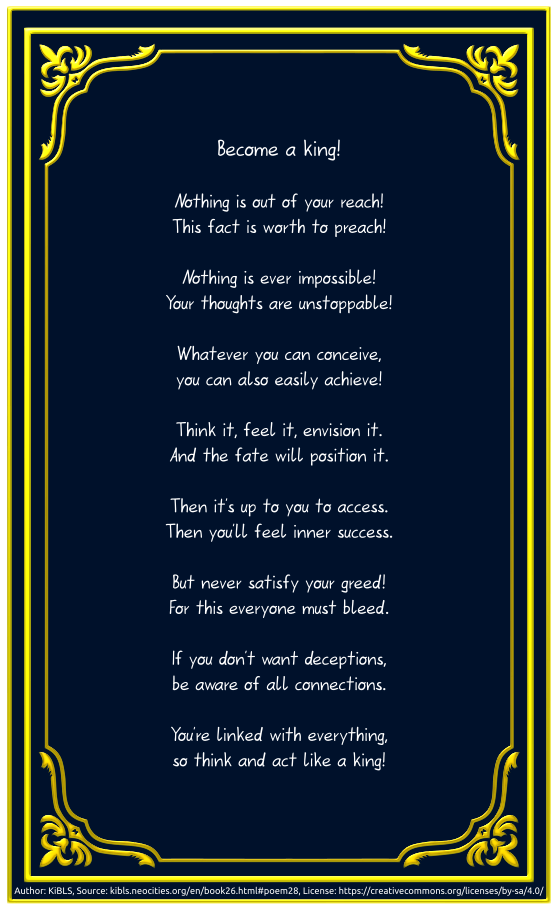 Become a king!
Nothing is out of your reach!
This fact is worth to preach!
Nothing is ever impossible!
Your thoughts are unstoppable!
Whatever you can conceive,
you can also easily achieve!
Think it, feel it, envision it.
And the fate will position it.
Then it's up to you to access.
Then you'll feel inner success.
But never satisfy your greed!
For this everyone must bleed.
If you don't want deceptions,
be aware of all connections.
You're linked with everything,
so think and act like a king!
Author: KiBLS, Source: kibls.neocities.org/en/book26.html#poem28, License: https://creativecommons.org/licenses/by-sa/4.0/